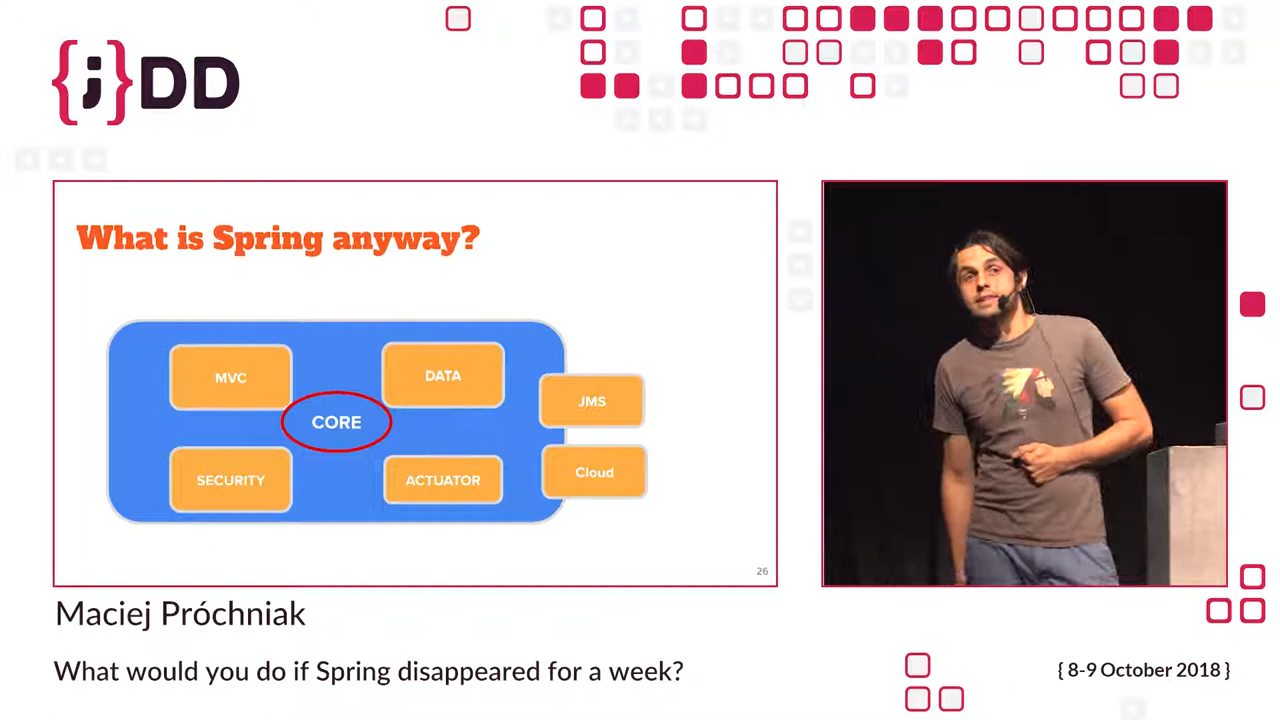 {j}DD
What is Spring anyway?
MVC
DATA
CORE
JMS
SECURITY
ACTUATOR
Cloud
26
Maciej Próchniak
What would you do if Spring disappeared for a week?
{ 8-9 October 2018 }